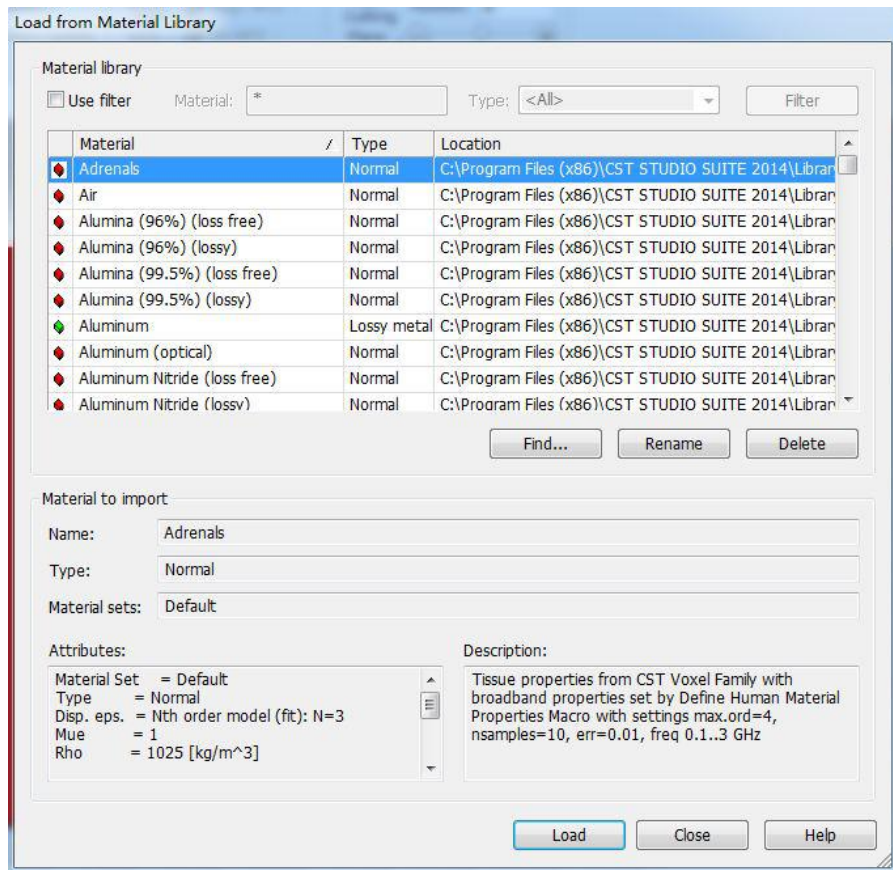 Load from Material Library
Material library
Use filter Material: * Type: <All> Filter
Material / Type Location
Adrenals Normal C:\Program Files (x86)\CST STUDIO SUITE 2014\Librar
Air Normal C:\Program Files (x86)\CST STUDIO SUITE 2014\Librar
Alumina (96%) (loss free) Normal C:\Program Files (x86)\CST STUDIO SUITE 2014\Librar
Alumina (96%) (lossy) Normal C:\Program Files (x86)\CST STUDIO SUITE 2014\Librar
Alumina (99.5%) (loss free) Normal C:\Program Files (x86)\CST STUDIO SUITE 2014\Librar
Alumina (99.5%) (lossy) Normal C:\Program Files (x86)\CST STUDIO SUITE 2014\Librar
Aluminum Lossy metal C:\Program Files (x86)\CST STUDIO SUITE 2014\Librar
Aluminum (optical) Normal C:\Program Files (x86)\CST STUDIO SUITE 2014\Librar
Aluminum Nitride (loss free) Normal C:\Program Files (x86)\CST STUDIO SUITE 2014\Librar
Aluminum Nitride (lossy) Normal C:\Program Files (x86)\CST STUDIO SUITE 2014\Librar
Find... Rename Delete
Material to import
Name: Adrenals
Type: Normal
Material sets: Default
Attributes:
Material Set = Default
Type = Normal
Disp. eps. = Nth order model (fit): N=3
Mue = 1
Rho = 1025 [kg/m^3]
Description:
Tissue properties from CST Voxel Family with
broadband properties set by Define Human Material
Properties Macro with settings max.ord=4,
nsamples=10, err=0.01, freq 0.1..3 GHz
Load Close Help